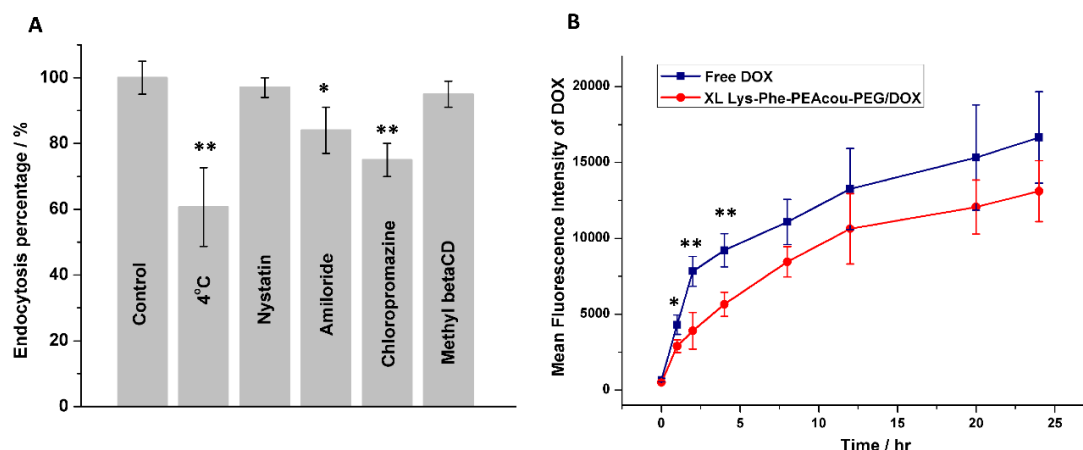 A
Endocytosis percentage / %
100
80
60
40
20
0
Control
**
4°C
Nystatin
*
Amiloride
**
Chloropromazine
Methyl betaCD
B
Mean Fluorescence Intensity of DOX
20000
15000
10000
5000
0
Free DOX
XL Lys-Phe-PEAcou-PEG/DOX
*
**
**
0
5
10
15
20
25
Time / hr